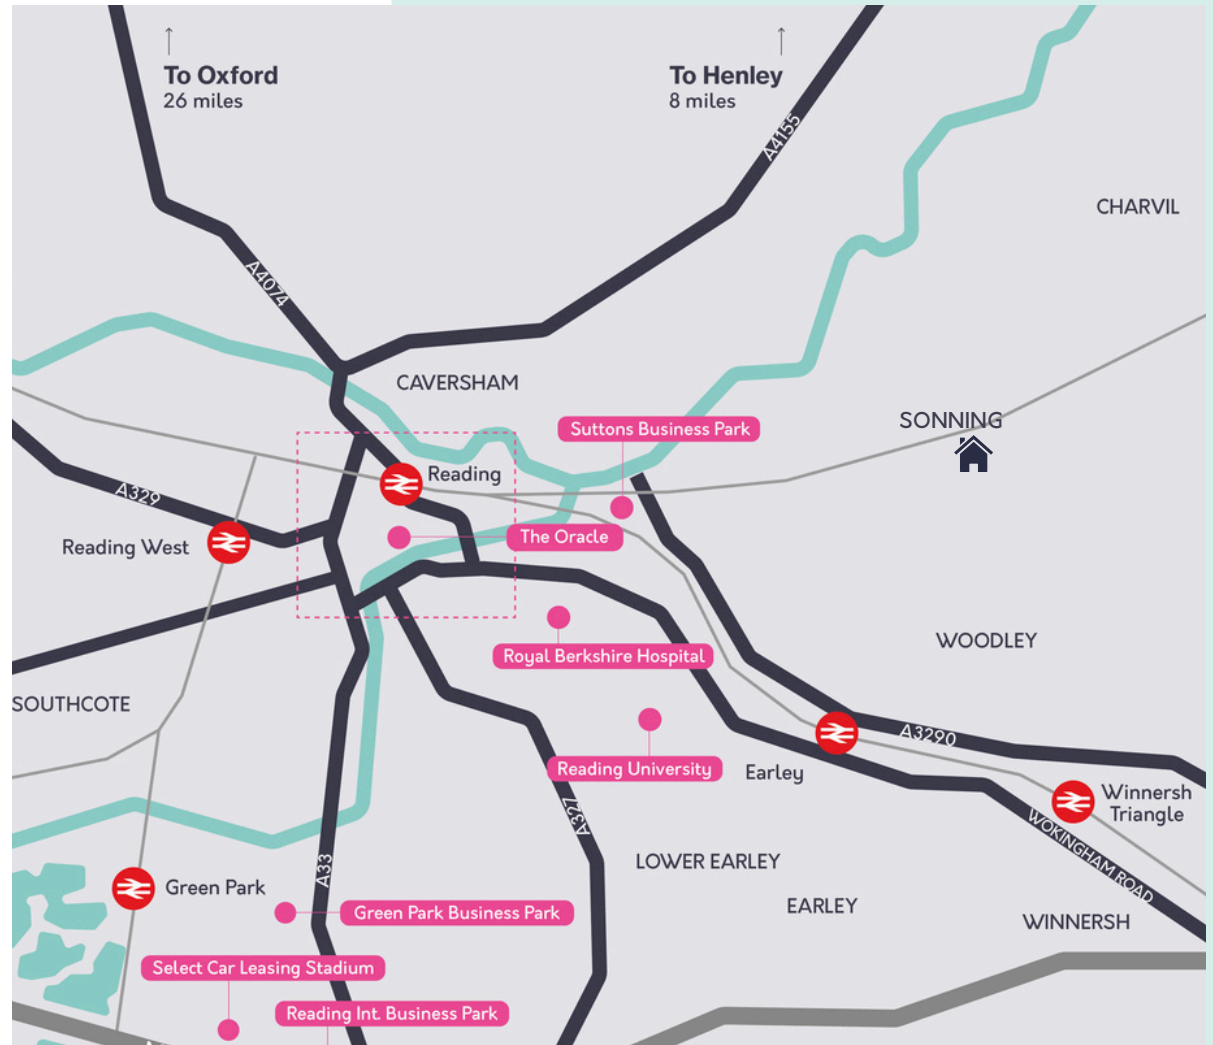 To Oxford
26 miles
To Henley
8 miles
A4155
CHARVIL
A4074
CAVERSHAM
SONNING
Suttons Business Park
Reading
A329
The Oracle
Reading West
WOODLEY
Royal Berkshire Hospital
SOUTHCOTE
A3290
Reading University
Earley
Winnersh
Triangle
A327
WOKINGHAM ROAD
LOWER EARLEY
A33
Green Park
EARLEY
Green Park Business Park
WINNERSH
Select Car Leasing Stadium
Reading Int. Business Park